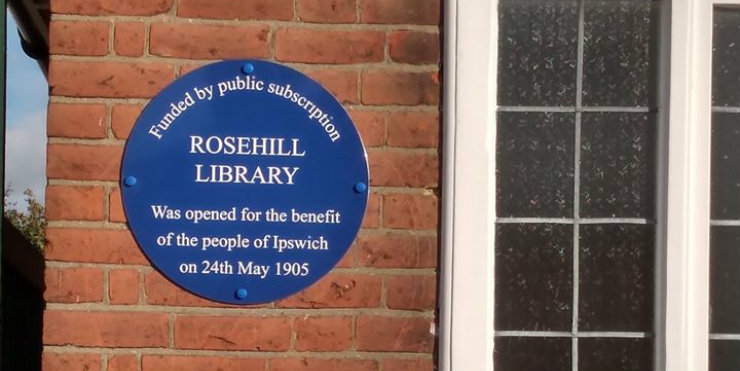 Funded by public subscription
ROSEHILL
LIBRARY
Was opened for the benefit
of the people of Ipswich
on 24th May 1905